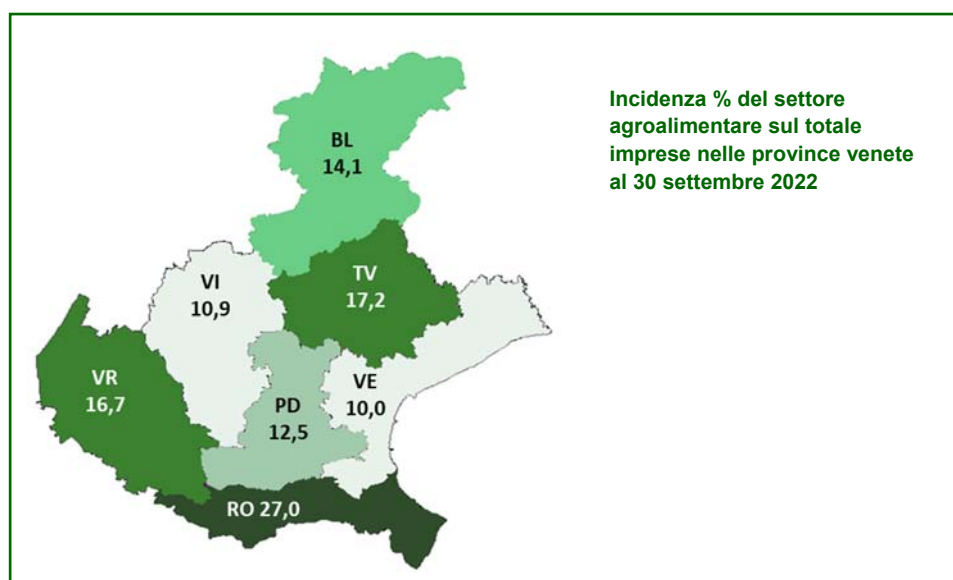 Incidenza % del settore
agroalimentare sul totale
imprese nelle province venete
al 30 settembre 2022
BL
14,1
TV
17,2
VI
10,9
VR
16,7
PD
12,5
VE
10,0
RO 27,0